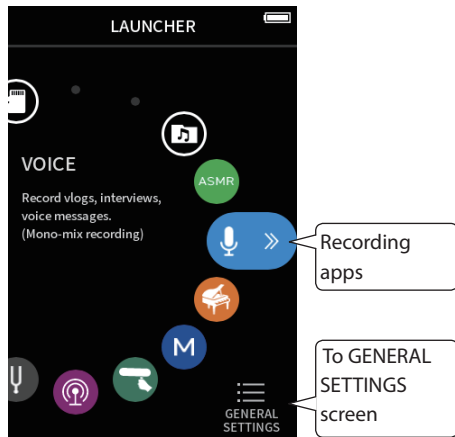 LAUNCHER
VOICE
Record vlogs, interviews,
voice messages.
(Mono-mix recording)
ASMR
Recording
apps
M
To GENERAL
SETTINGS
screen
GENERAL
SETTINGS